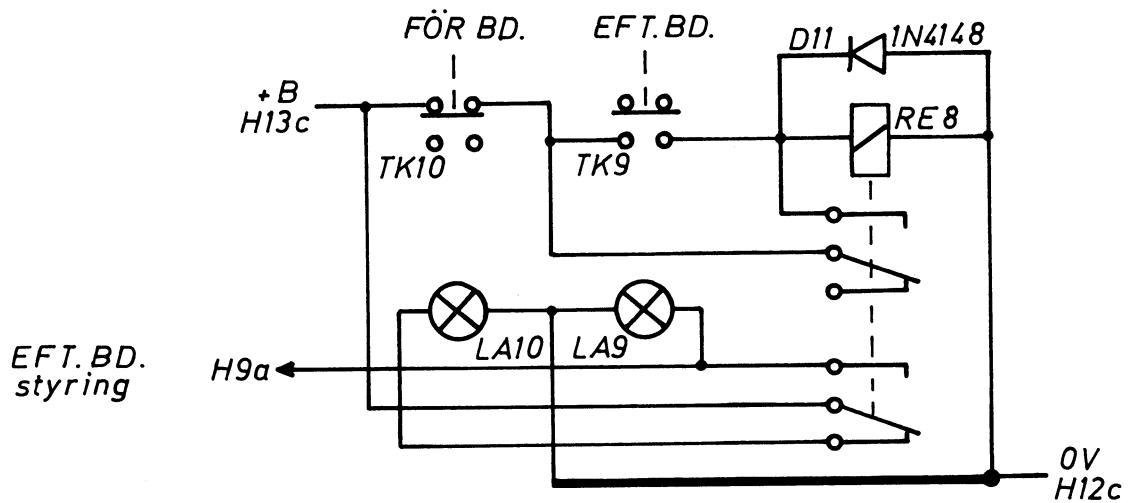 FÖR BD.
EFT.BD.
D11
1N4148
+B
H13c
RE8
TK10
TK9
LA10
LA9
EFT.BD.
styring
H9a
0V
H12c